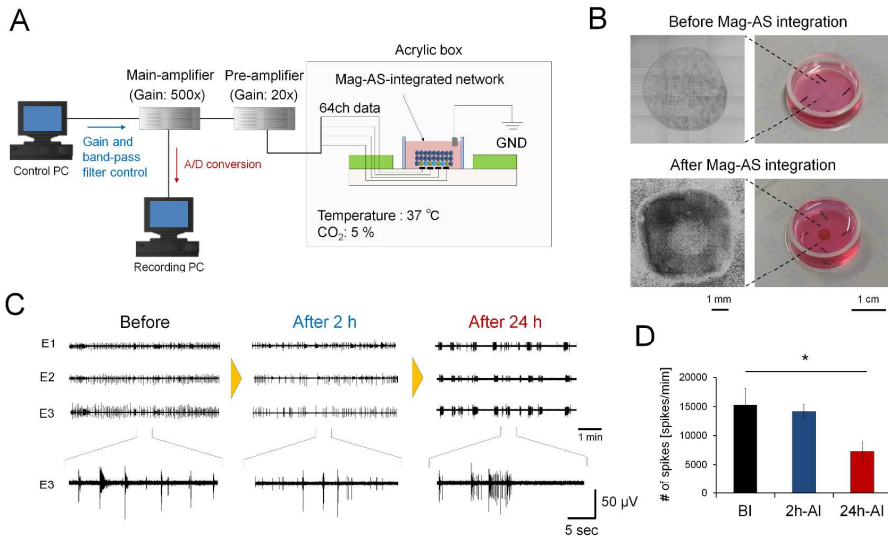 A
Acrylic box
Mag-AS-integrated network
Main-amplifier
(Gain: 500x)
Pre-amplifier
(Gain: 20x)
64ch data
GND
Control PC
Gain and
band-pass
filter control
A/D conversion
Recording PC
Temperature : 37 ℃
CO₂: 5 %
B
Before Mag-AS integration
After Mag-AS integration
1 mm
1 cm
C
Before
After 2 h
After 24 h
E1
E2
E3
1 min
E3
50 µV
5 sec
D
*
# of spikes [spikes/mim]
20000
15000
10000
5000
0
BI
2h-AI
24h-AI